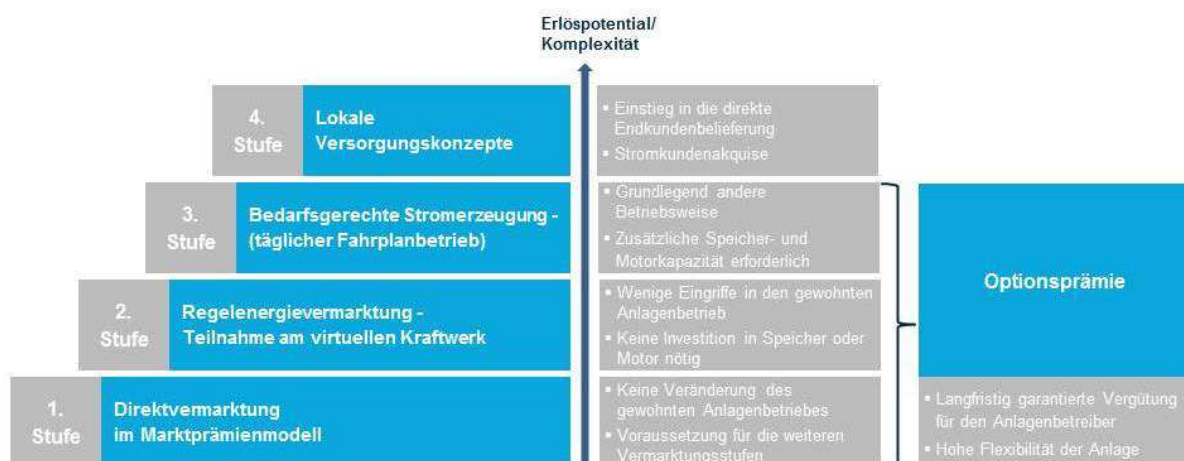 Erlöspotential/
Komplexität
4.
Stufe
Lokale
Versorgungskonzepte
▪ Einstieg in die direkte
Endkundenbelieferung
▪ Stromkundenakquise
3.
Stufe
Bedarfsgerechte Stromerzeugung -
(täglicher Fahrplanbetrieb)
▪ Grundlegend andere
Betriebsweise
▪ Zusätzliche Speicher- und
Motorkapazität erforderlich
2.
Stufe
Regelenergievermarktung -
Teilnahme am virtuellen Kraftwerk
▪ Wenige Eingriffe in den gewohnten
Anlagenbetrieb
▪ Keine Investition in Speicher oder
Motor nötig
1.
Stufe
Direktvermarktung
im Marktprämienmodell
▪ Keine Veränderung des
gewohnten Anlagenbetriebes
▪ Voraussetzung für die weiteren
Vermarktungsstufen
Optionsprämie
▪ Langfristig garantierte Vergütung
für den Anlagenbetreiber
▪ Hohe Flexibilität der Anlage